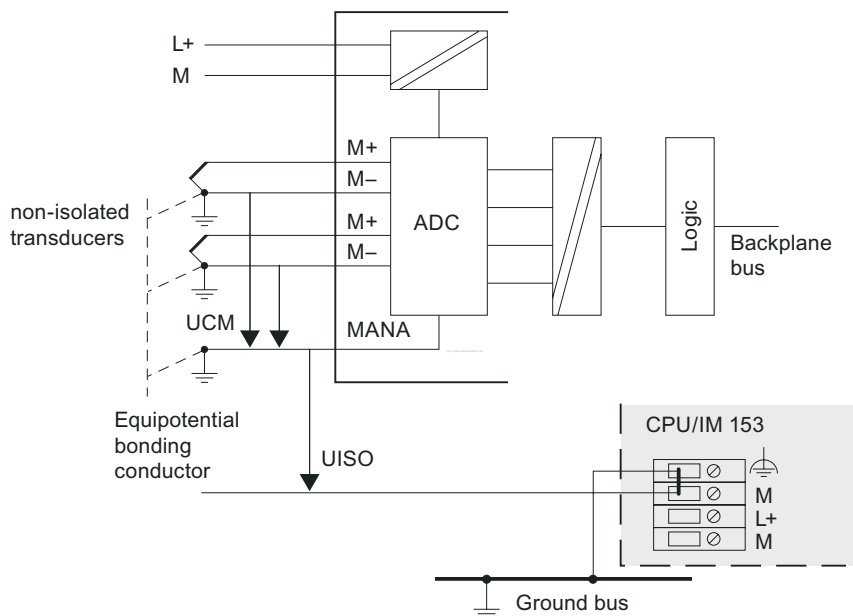 L+
M
M+
M–
non-isolated
transducers
M+
M–
ADC
Logic
Backplane
bus
UCM
MANA
Equipotential
bonding
conductor
UISO
CPU/IM 153
M
L+
M
Ground bus